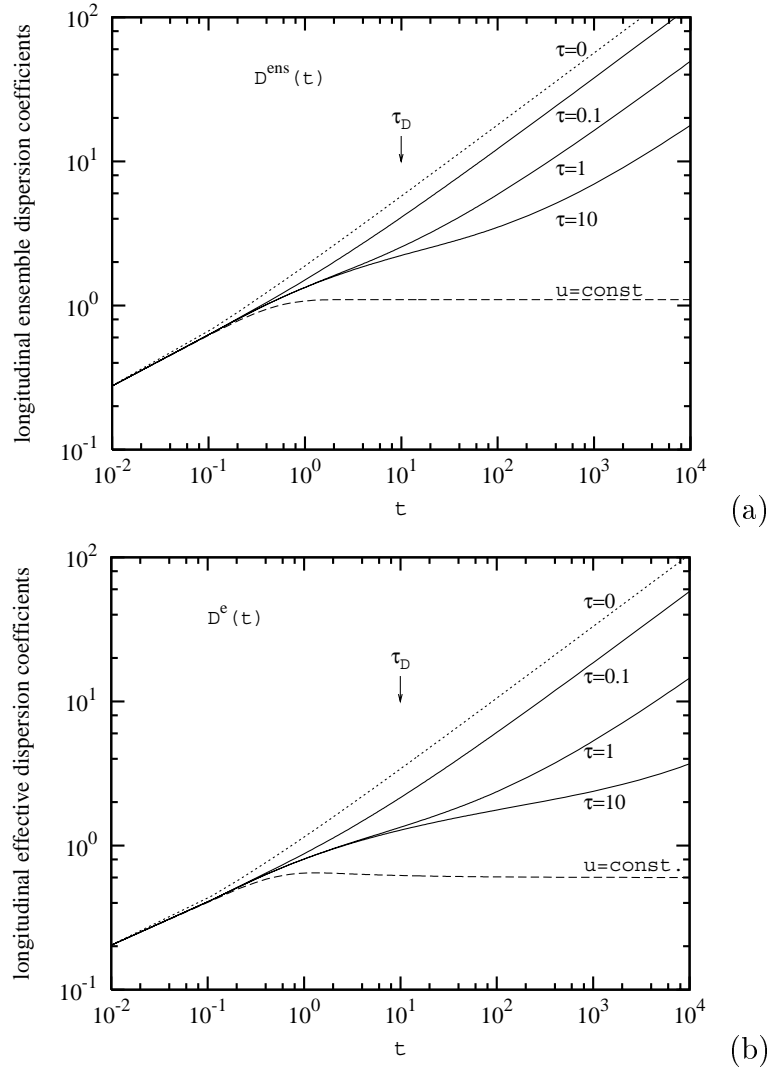 longitudinal ensemble dispersion coefficients
10^2
10^1
10^0
10^-1
D^ens(t)
τ_D
τ=0
τ=0.1
τ=1
τ=10
u=const
10^-2 10^-1 10^0 10^1 10^2 10^3 10^4
t
(a)
longitudinal effective dispersion coefficients
10^2
10^1
10^0
10^-1
D^e(t)
τ_D
τ=0
τ=0.1
τ=1
τ=10
u=const.
10^-2 10^-1 10^0 10^1 10^2 10^3 10^4
t
(b)